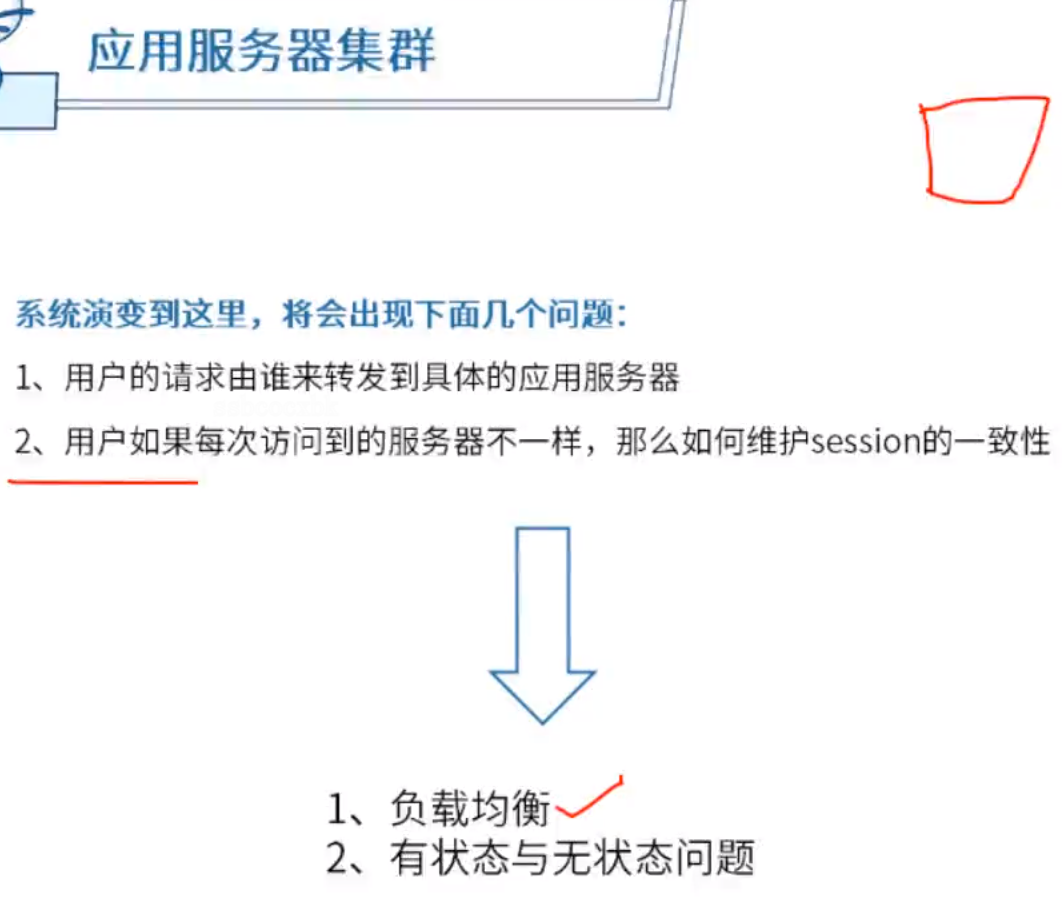 应用服务器集群
系统演变到这里，将会出现下面几个问题：
1、用户的请求由谁来转发到具体的应用服务器
2、用户如果每次访问到的服务器不一样，那么如何维护session的一致性
1、负载均衡
2、有状态与无状态问题